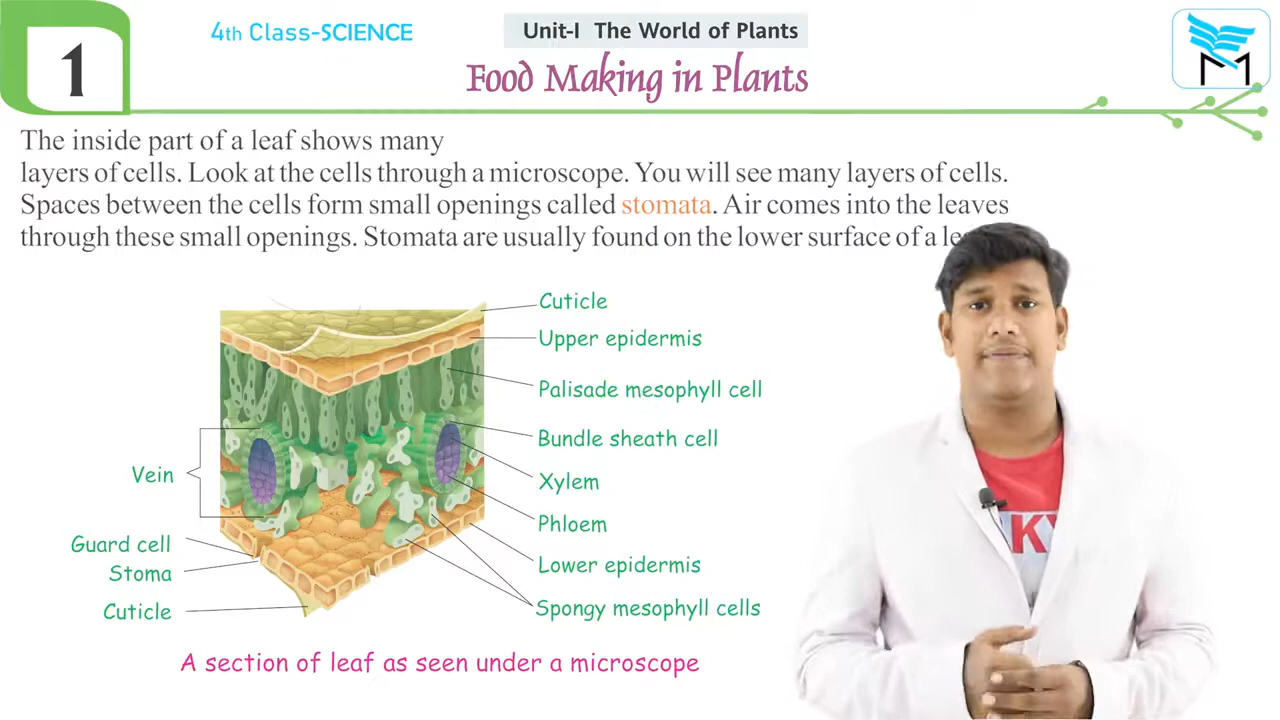 1
4th Class-SCIENCE
Unit-I The World of Plants
Food Making in Plants
M
The inside part of a leaf shows many
layers of cells. Look at the cells through a microscope. You will see many layers of cells.
Spaces between the cells form small openings called stomata. Air comes into the leaves
through these small openings. Stomata are usually found on the lower surface of a
Cuticle
Upper epidermis
Palisade mesophyll cell
Bundle sheath cell
Vein
Xylem
Phloem
Guard cell
Lower epidermis
Stoma
Cuticle
Spongy mesophyll cells
A section of leaf as seen under a microscope
KY